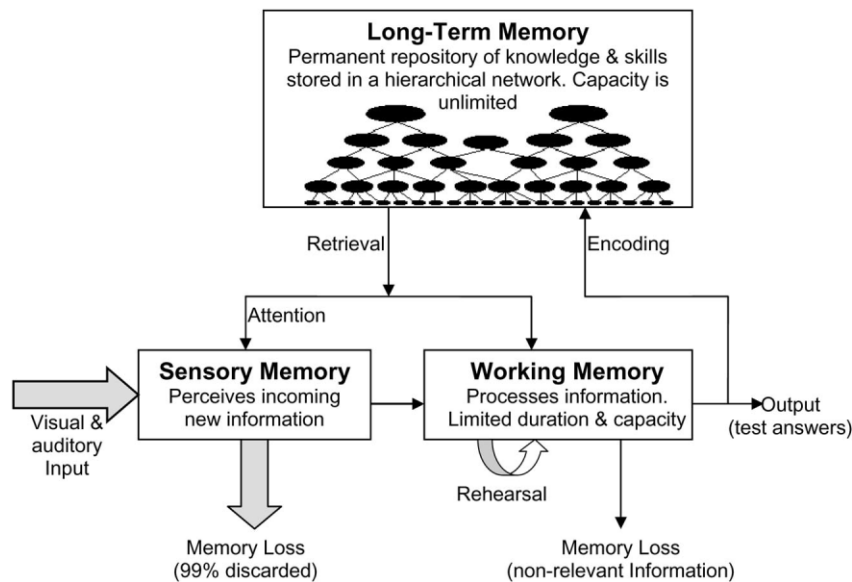 Long-Term Memory
Permanent repository of knowledge & skills
stored in a hierarchical network. Capacity is
unlimited
Retrieval
Encoding
Attention
Sensory Memory
Perceives incoming
new information
Working Memory
Processes information.
Limited duration & capacity
Visual &
auditory
Input
Output
(test answers)
Rehearsal
Memory Loss
(99% discarded)
Memory Loss
(non-relevant Information)